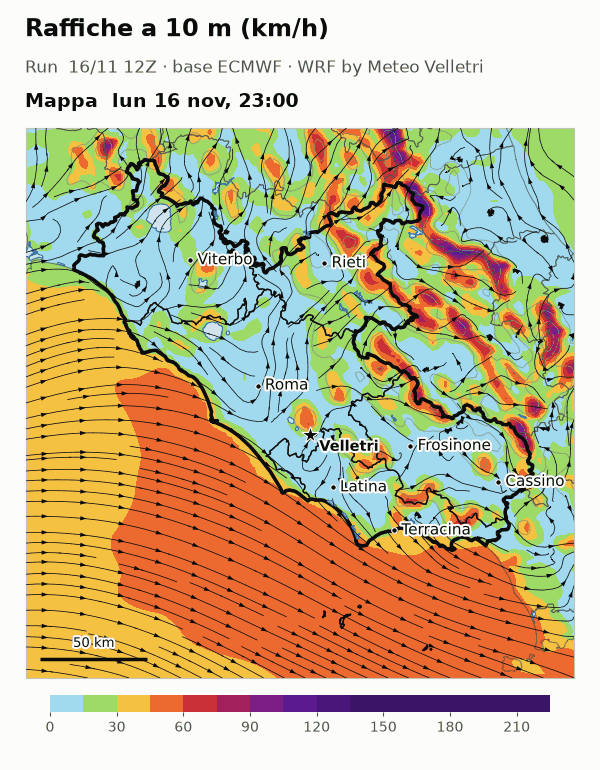 Raffiche a 10 m (km/h)
Run  16/11 12Z · base ECMWF · WRF by Meteo Velletri
Mappa  lun 16 nov, 23:00
Viterbo
Rieti
Roma
Velletri
Frosinone
Cassino
Latina
Terracina
50 km
0 30 60 90 120 150 180 210